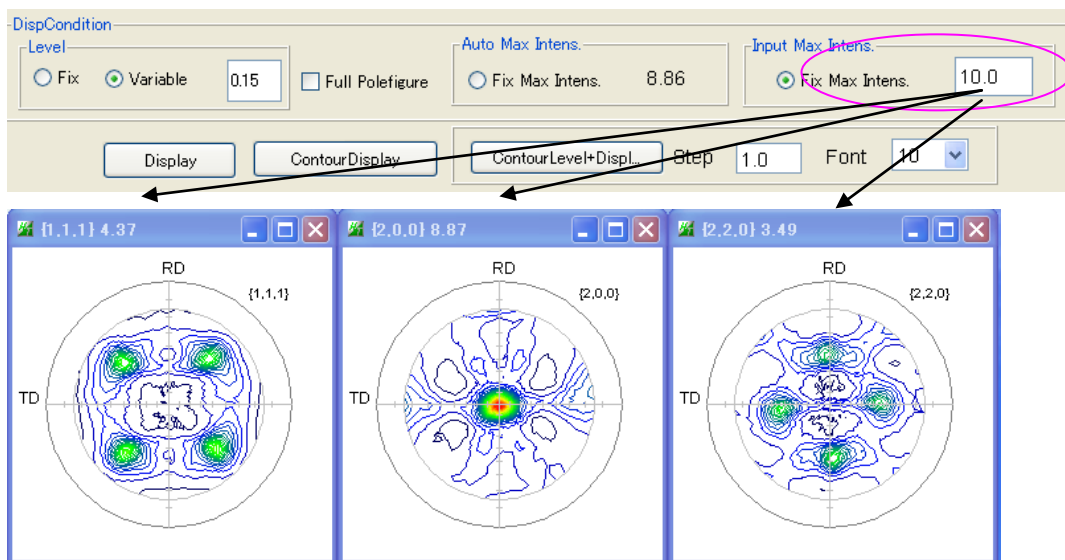 DispCondition
Level
Fix Variable 0.15
Full Polefigure
Auto Max Intens.
Fix Max Intens. 8.86
Input Max Intens.
Fix Max Intens. 10.0
Display
ContourDisplay
ContourLevel+Displ...
Step 1.0
Font 10
{1,1,1} 4.37
RD
{1,1,1}
TD
{2,0,0} 8.87
RD
{2,0,0}
TD
{2,2,0} 3.49
RD
{2,2,0}
TD